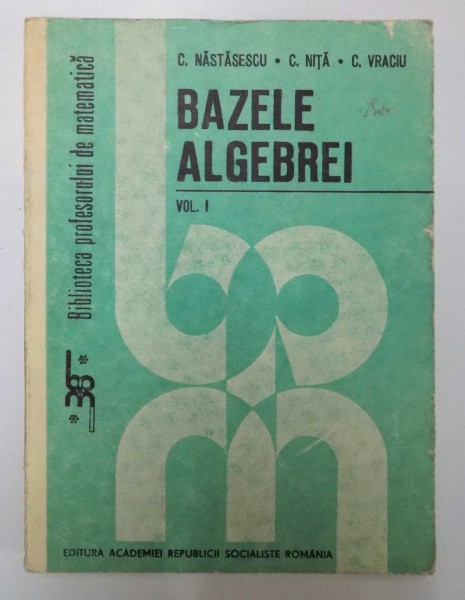 C. NĂSTĂSESCU • C. NIȚĂ • C. VRACIU
BAZELE
ALGEBREI
VOL. I
Biblioteca profesorului de matematică
EDITURA ACADEMIEI REPUBLICII SOCIALISTE ROMÂNIA